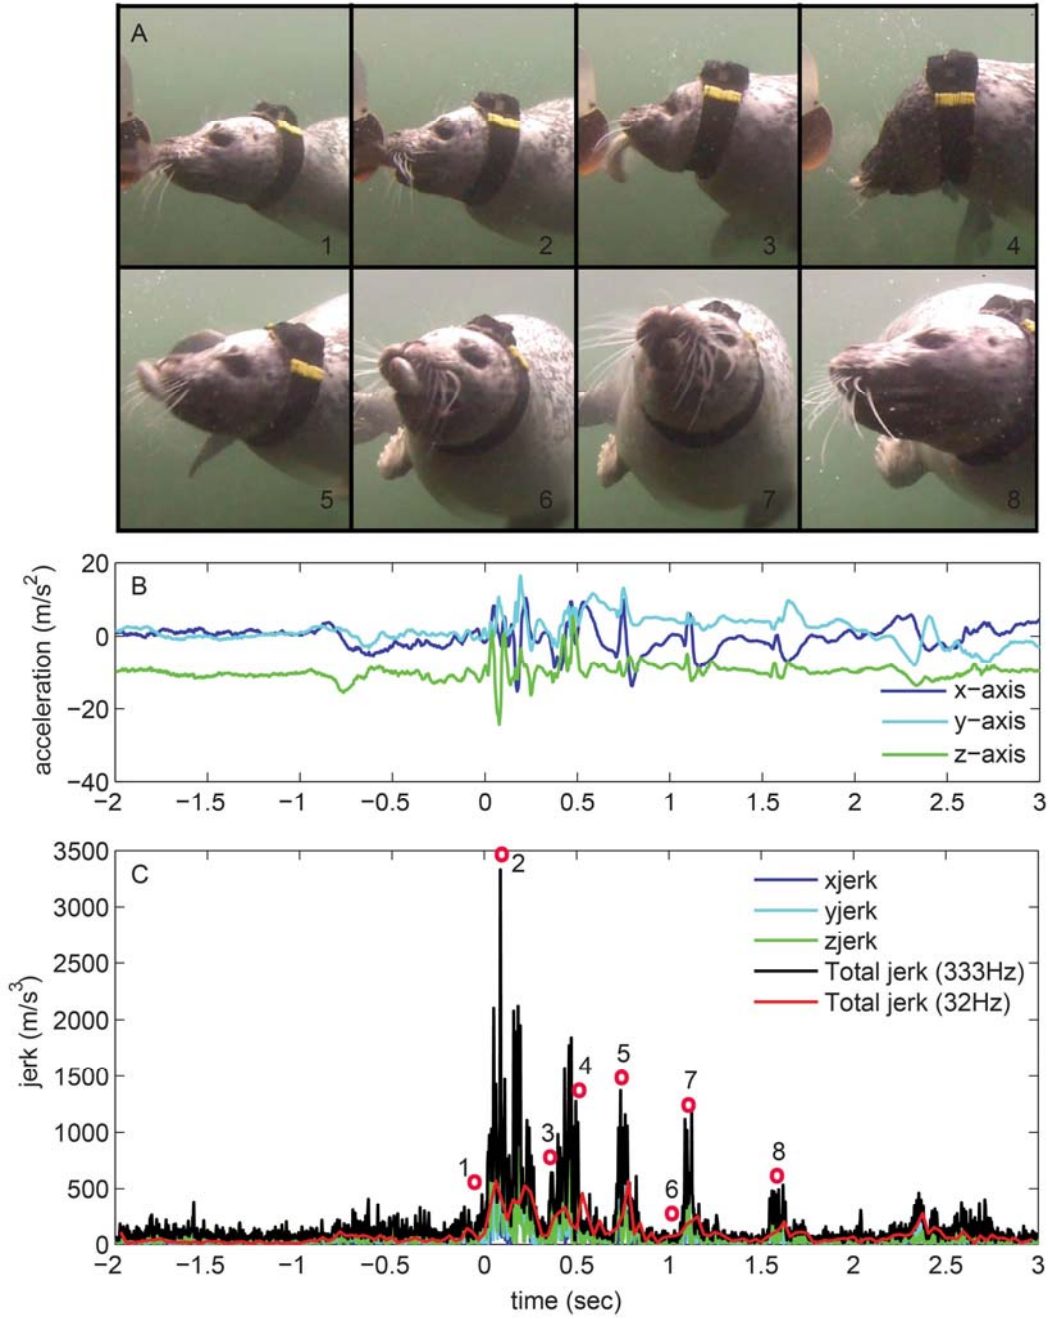 A
1 2 3 4
5 6 7 8
B
acceleration (m/s²)
20
0
−20
−40
x−axis
y−axis
z−axis
−2 −1.5 −1 −0.5 0 0.5 1 1.5 2 2.5 3
C
jerk (m/s³)
3500
3000
2500
2000
1500
1000
500
0
1 2 3 4 5 6 7 8
xjerk
yjerk
zjerk
Total jerk (333Hz)
Total jerk (32Hz)
−2 −1.5 −1 −0.5 0 0.5 1 1.5 2 2.5 3
time (sec)